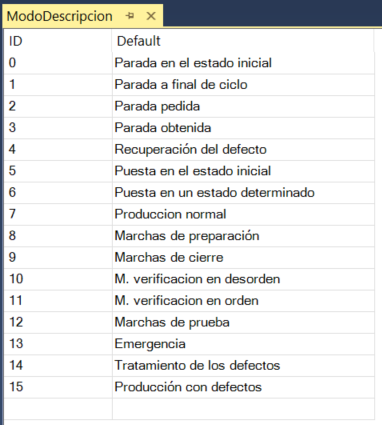 ModoDescripcion
ID Default
0 Parada en el estado inicial
1 Parada a final de ciclo
2 Parada pedida
3 Parada obtenida
4 Recuperación del defecto
5 Puesta en el estado inicial
6 Puesta en un estado determinado
7 Produccion normal
8 Marchas de preparación
9 Marchas de cierre
10 M. verificacion en desorden
11 M. verificacion en orden
12 Marchas de prueba
13 Emergencia
14 Tratamiento de los defectos
15 Producción con defectos